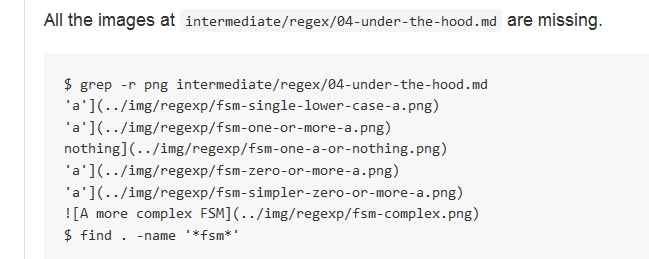 All the images at intermediate/regex/04-under-the-hood.md are missing.
$ grep -r png intermediate/regex/04-under-the-hood.md
'a'](../img/regexp/fsm-single-lower-case-a.png)
'a'](../img/regexp/fsm-one-or-more-a.png)
nothing](../img/regexp/fsm-one-a-or-nothing.png)
'a'](../img/regexp/fsm-zero-or-more-a.png)
'a'](../img/regexp/fsm-simpler-zero-or-more-a.png)
![A more complex FSM](../img/regexp/fsm-complex.png)
$ find . -name '*fsm*'